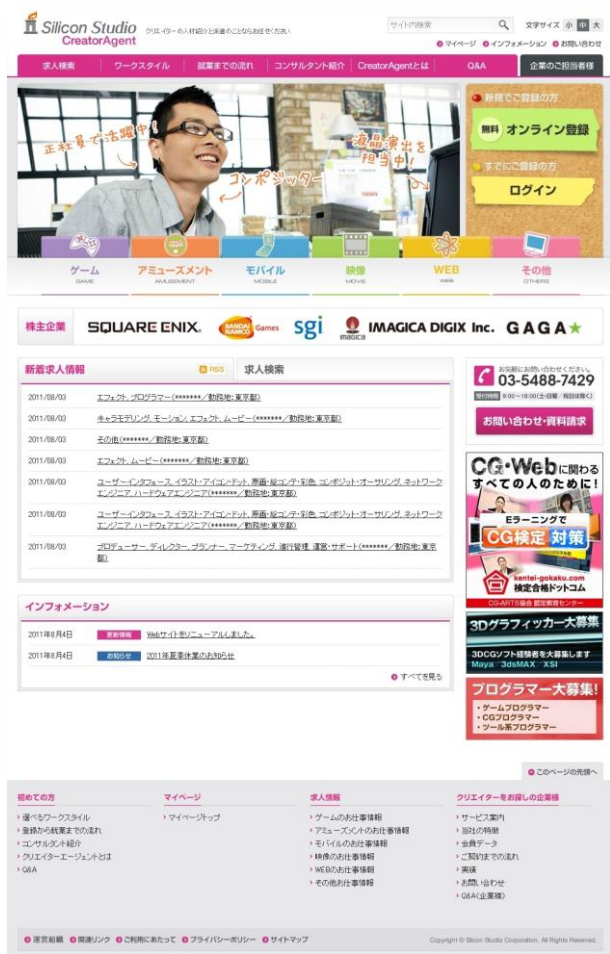 Silicon Studio
CreatorAgent
クリエイターの人材紹介と派遣のことならお任せください
サイト内検索
文字サイズ 小 中 大
マイページ インフォメーション お問い合わせ
求人検索 ワークスタイル 就業までの流れ コンサルタント紹介 CreatorAgentとは Q&A 企業のご担当者様
正社員で活躍中!
コンポジッター
液晶演出を
担当中!
新規でご登録の方
無料 オンライン登録
すでにご登録の方
ログイン
ゲーム アミューズメント モバイル 映像 WEB その他
GAME AMUSEMENT MOBILE MOVIE WEB OTHERS
株主企業 SQUARE ENIX. BANDAI NAMCO Games sgi IMAGICA IMAGICA DIGIX Inc. GAGA★
新着求人情報 RSS 求人検索
2011/08/03 エフェクト、プログラマー(*******/勤務地:東京都)
2011/08/03 キャラモデリング、モーション、エフェクト、ムービー(*******/勤務地:東京都)
2011/08/03 その他(*******/勤務地:東京都)
2011/08/03 エフェクト、ムービー(*******/勤務地:東京都)
2011/08/03 ユーザーインタフェース、イラスト・アイコン・ドット、原画・絵コンテ・彩色、コンポジット・オーサリング、ネットワーク
エンジニア、ハードウェアエンジニア(*******/勤務地:東京都)
2011/08/03 ユーザーインタフェース、イラスト・アイコン・ドット、原画・絵コンテ・彩色、コンポジット・オーサリング、ネットワーク
エンジニア、ハードウェアエンジニア(*******/勤務地:東京都)
2011/08/03 プロデューサー、ディレクター、プランナー、マーケティング、進行管理、運営・サポート(*******/勤務地:東京
都)
お気軽にお問い合わせください。
03-5488-7429
受付時間 9:00～18:00(土・日曜／祝日は除く)
お問い合わせ・資料請求
CG・Webに関わる
すべての人のために!
Eラーニングで
CG検定 対策
kentei-gokaku.com
検定合格ドットコム
CG-ARTS協会 認定教育センター
インフォメーション
2011年8月4日 更新情報 Webサイトをリニューアルしました。
2011年8月4日 お知らせ 2011年夏季休業のお知らせ
すべてを見る
3Dグラフィッカー大募集
3DCGソフト経験者を大募集します
Maya 3dsMAX XSI
プログラマー大募集!
・ゲームプログラマー
・CGプログラマー
・ツール系プログラマー
このページの先頭へ
初めての方
選べるワークスタイル
登録から就業までの流れ
コンサルタント紹介
クリエイターエージェントとは
Q&A
マイページ
マイページトップ
求人情報
ゲームのお仕事情報
アミューズメントのお仕事情報
モバイルのお仕事情報
映像のお仕事情報
WEBのお仕事情報
その他お仕事情報
クリエイターをお探しの企業様
サービス案内
当社の特徴
会員データ
ご契約までの流れ
実績
お問い合わせ
Q&A(企業様)
運営組織 関連リンク ご利用にあたって プライバシーポリシー サイトマップ
Copyright © Silicon Studio Corporation. All Rights Reserved.